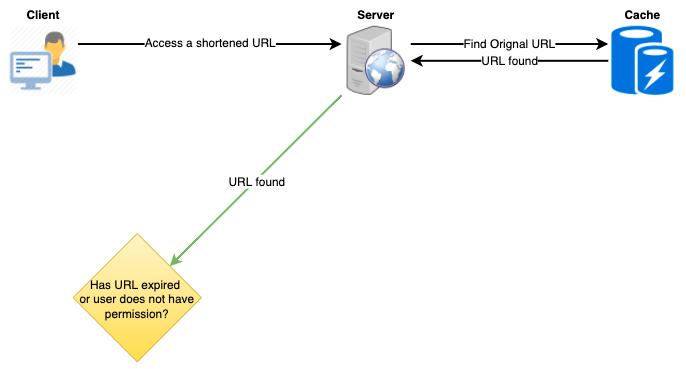 Client
Server
Cache
Access a shortened URL
Find Orignal URL
URL found
URL found
Has URL expired
or user does not have
permission?